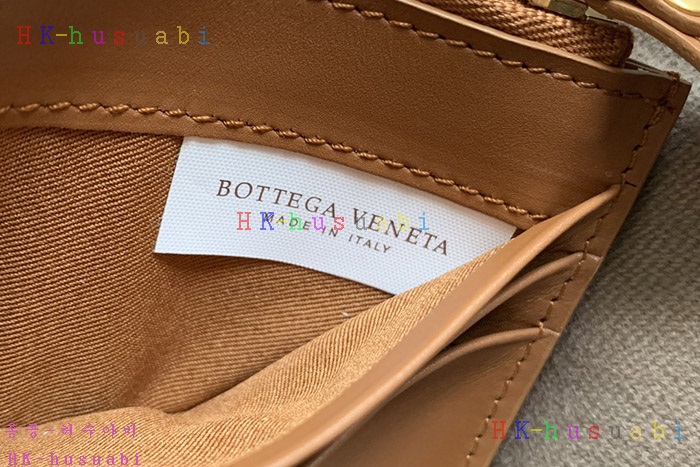 HK-husuabi
BOTTEGA VENETA
HK-husuabi
MADE IN ITALY
홍콩-허수아비
HK-husuabi
HK-husuabi